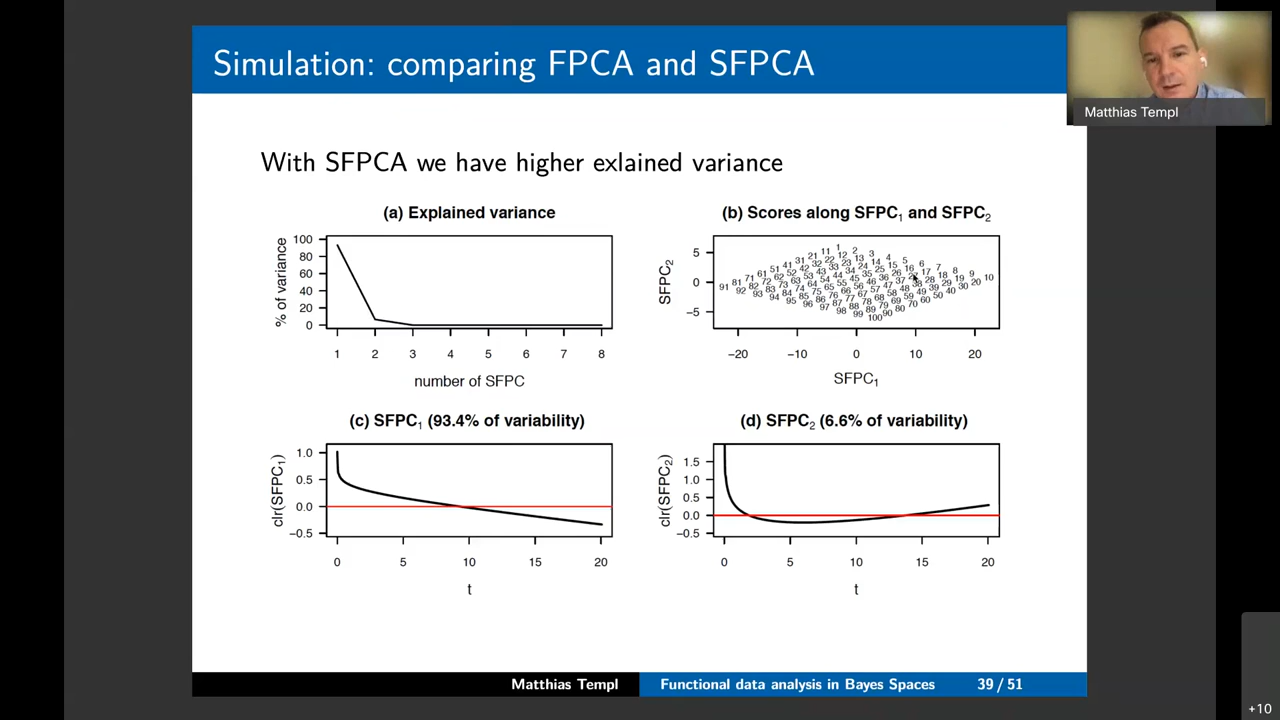 Simulation: comparing FPCA and SFPCA
Matthias Templ
With SFPCA we have higher exlained variance
(a) Explained variance
% of variance
100
80
60
40
20
0
1 2 3 4 5 6 7 8
number of SFPC
(b) Scores along SFPC1 and SFPC2
SFPC2
5
0
−5
−20 −10 0 10 20
SFPC1
(c) SFPC1 (93.4% of variability)
clr(SFPC1)
1.0
0.5
0.0
−0.5
0 5 10 15 20
t
(d) SFPC2 (6.6% of variability)
clr(SFPC2)
1.5
1.0
0.5
0.0
−0.5
0 5 10 15 20
t
Matthias Templ
Functional data analysis in Bayes Spaces
39 / 51
+10